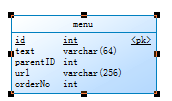 menu
id int <pk>
text varchar(64)
parentID int
url varchar(256)
orderNo int